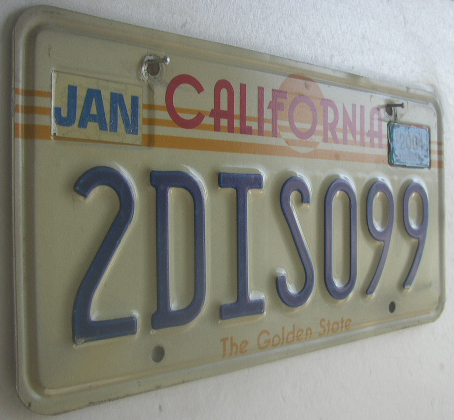 JAN
CALIFORNIA
2DIS099
The Golden State